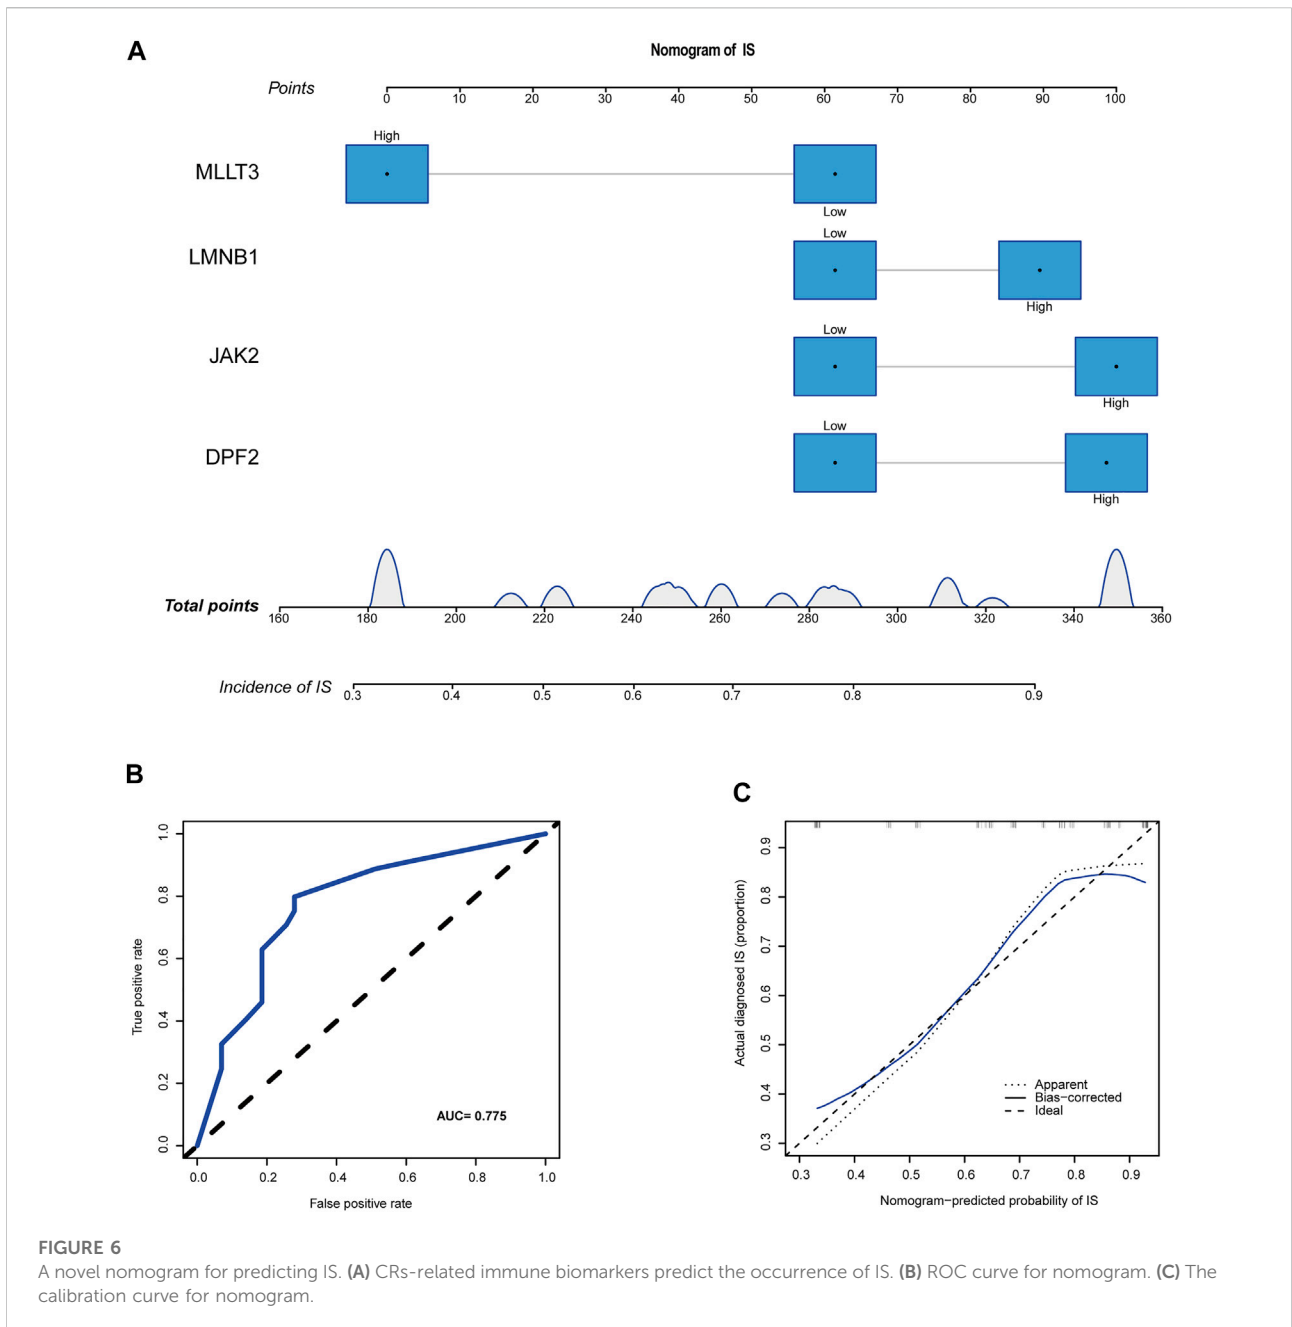 A
Nomogram of IS
Points
0 10 20 30 40 50 60 70 80 90 100
High
MLLT3
Low
Low
LMNB1
High
Low
JAK2
High
Low
DPF2
High
Total points
160 180 200 220 240 260 280 300 320 340 360
Incidence of IS
0.3 0.4 0.5 0.6 0.7 0.8 0.9
B
True positive rate
1.0
0.8
0.6
0.4
0.2
0.0
AUC= 0.775
0.0 0.2 0.4 0.6 0.8 1.0
False positive rate
C
Actual diagnosed IS (proportion)
0.9
0.8
0.7
0.6
0.5
0.4
0.3
Apparent
Bias-corrected
Ideal
0.3 0.4 0.5 0.6 0.7 0.8 0.9
Nomogram-predicted probability of IS
FIGURE 6
A novel nomogram for predicting IS. (A) CRs-related immune biomarkers predict the occurrence of IS. (B) ROC curve for nomogram. (C) The
calibration curve for nomogram.